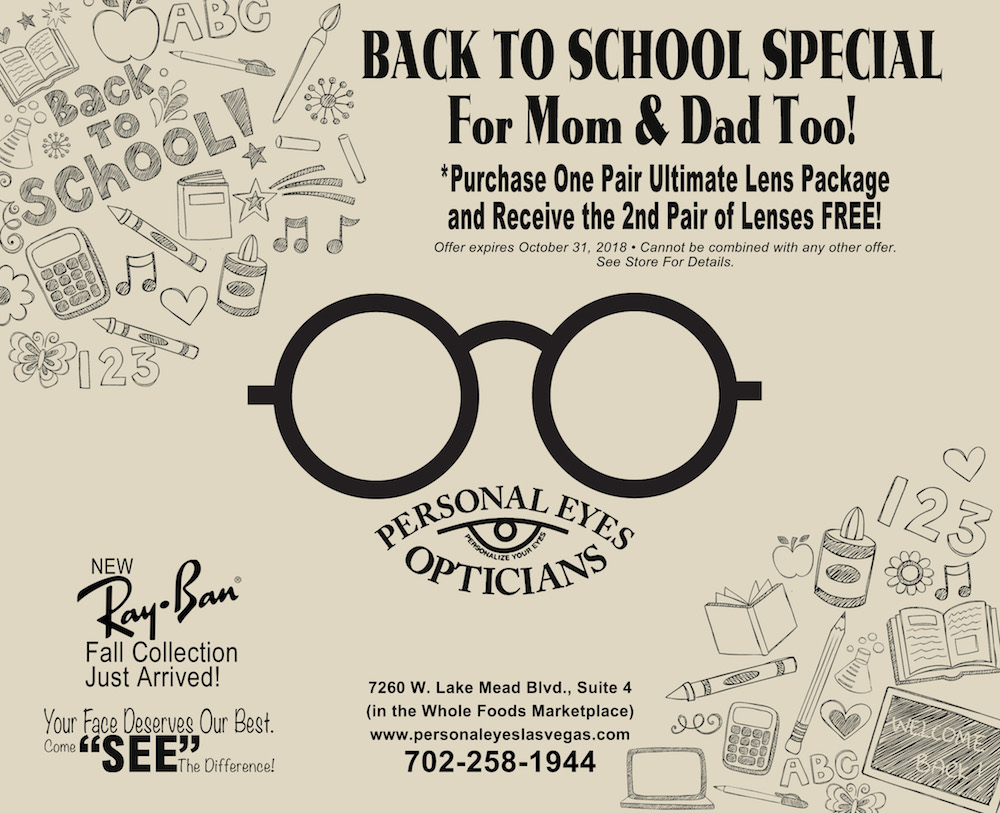 ABC
Back
To
School!
123
BACK TO SCHOOL SPECIAL
For Mom & Dad Too!
*Purchase One Pair Ultimate Lens Package
and Receive the 2nd Pair of Lenses FREE!
Offer expires October 31, 2018 • Cannot be combined with any other offer.
See Store For Details.
PERSONAL EYES
PERSONALIZE YOUR EYES
OPTICIANS
NEW
Ray-Ban®
Fall Collection
Just Arrived!
Your Face Deserves Our Best.
Come "SEE" The Difference!
7260 W. Lake Mead Blvd., Suite 4
(in the Whole Foods Marketplace)
www.personaleyeslasvegas.com
702-258-1944
123
WELCOME
BACK!
ABC